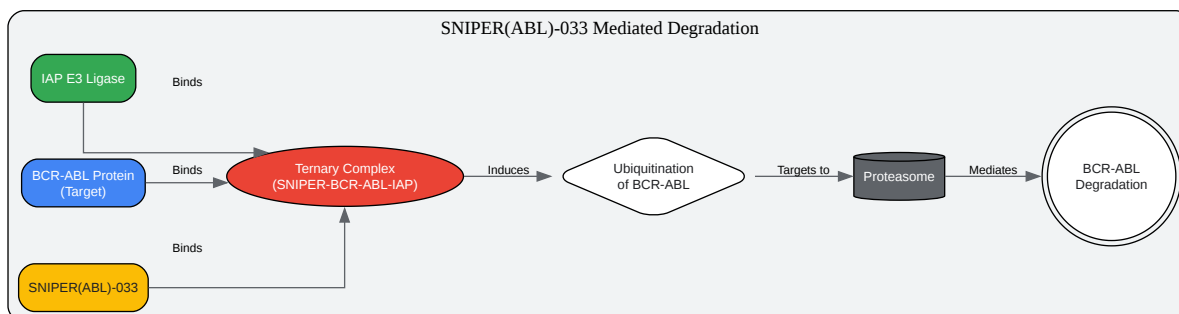 SNIPER(ABL)-033 Mediated Degradation
IAP E3 Ligase
Binds
BCR-ABL Protein
(Target)
Binds
SNIPER(ABL)-033
Binds
Ternary Complex
(SNIPER-BCR-ABL-IAP)
Induces
Ubiquitination
of BCR-ABL
Targets to
Proteasome
Mediates
BCR-ABL
Degradation